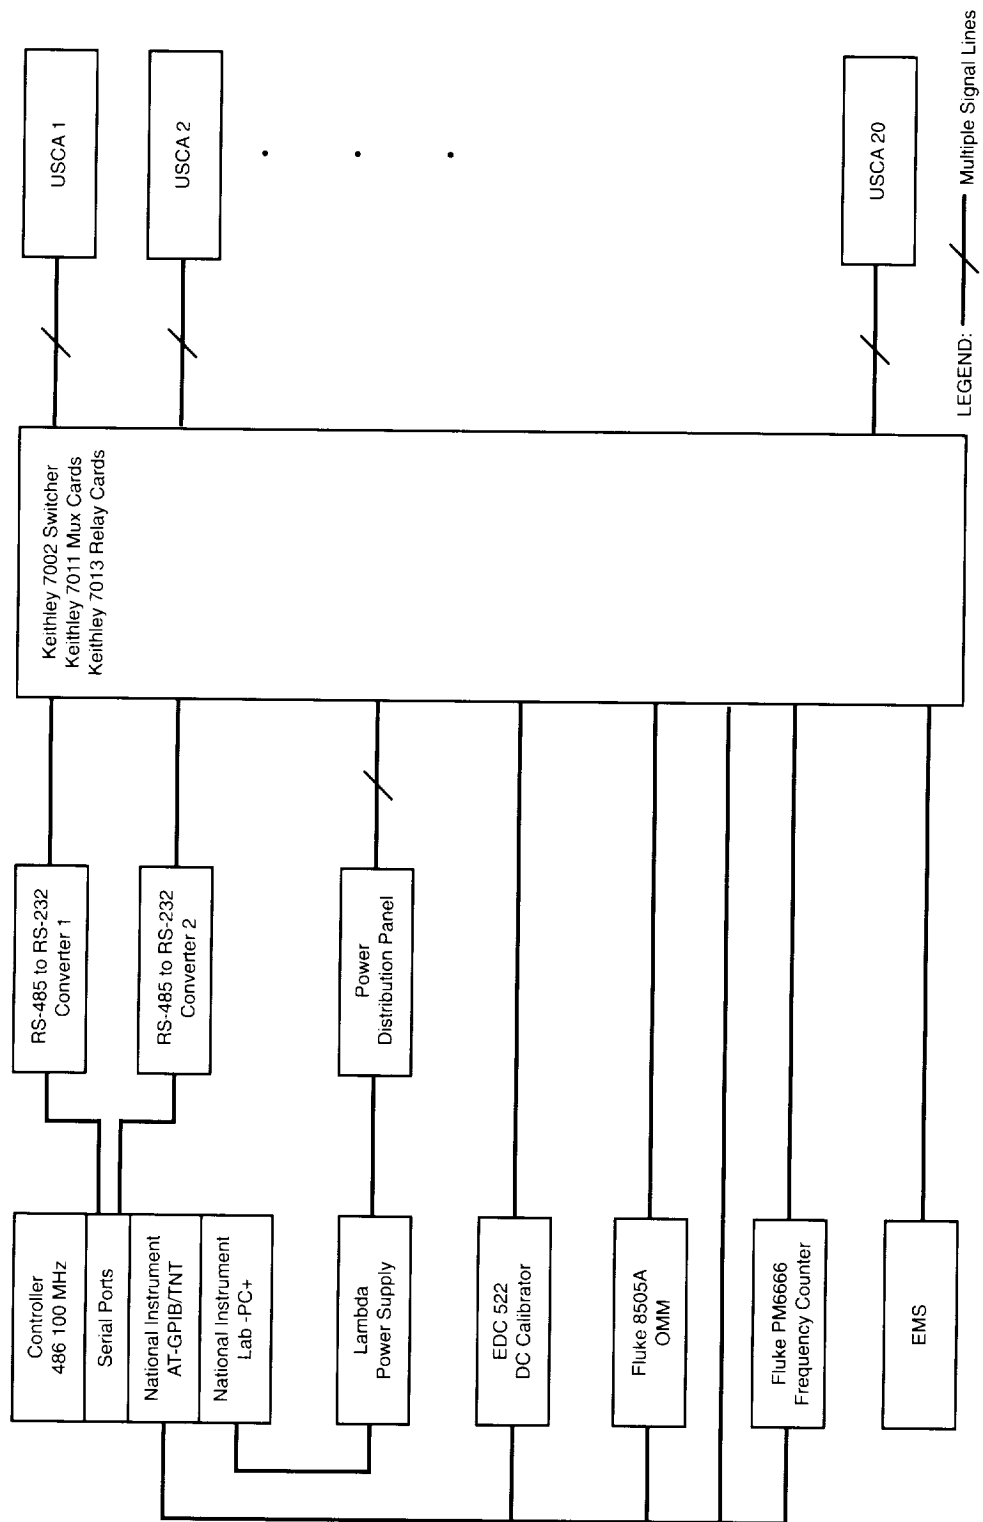 Controller
486 100 MHz
Serial Ports
National Instrument
AT-GPIB/TNT
National Instrument
Lab -PC+
Lambda
Power Supply
EDC 522
DC Calibrator
Fluke 8505A
OMM
Fluke PM6666
Frequency Counter
EMS
RS-485 to RS-232
Converter 1
RS-485 to RS-232
Converter 2
Power
Distribution Panel
Keithley 7002 Switcher
Keithley 7011 Mux Cards
Keithley 7013 Relay Cards
USCA 1
USCA 2
USCA 20
LEGEND: Multiple Signal Lines